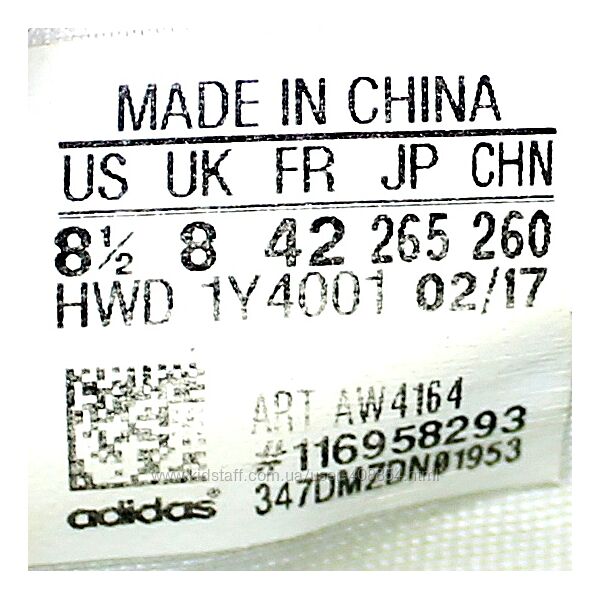 MADE IN CHINA
US UK FR JP CHN
8½ 8 42 265 260
HWD 1Y4001 02/17
ART AW4164
#116958293
adidas